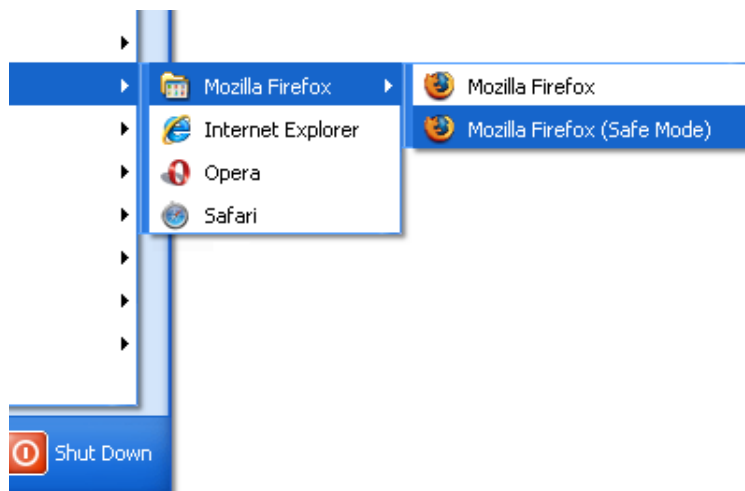 Mozilla Firefox
Internet Explorer
Opera
Safari
Mozilla Firefox
Mozilla Firefox (Safe Mode)
Shut Down